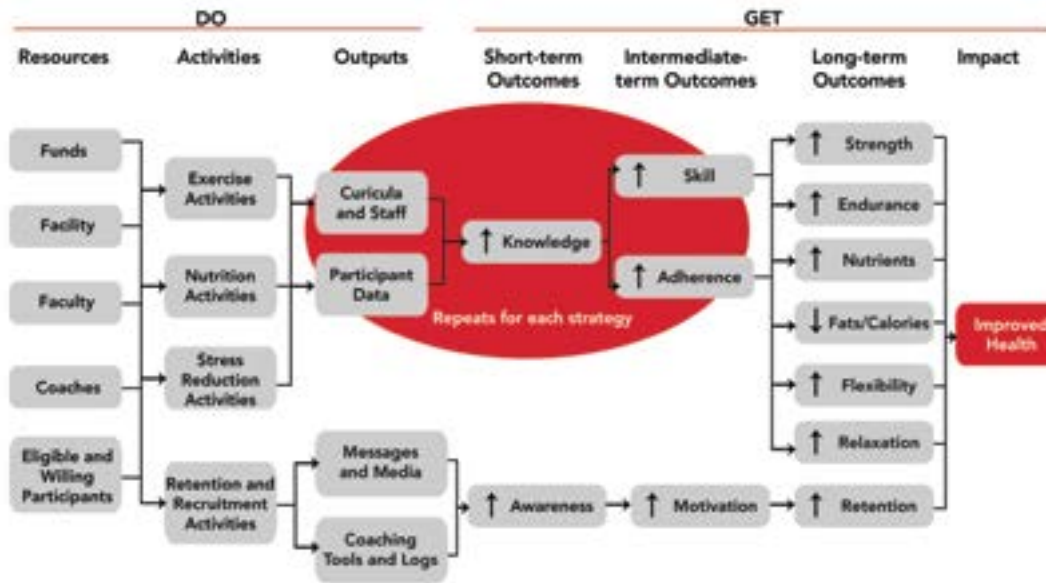 DO
GET
Resources
Activities
Outputs
Short-term
Outcomes
Intermediate-
term Outcomes
Long-term
Outcomes
Impact
Funds
Facility
Faculty
Coaches
Eligible and
Willing
Participants
Exercise
Activities
Nutrition
Activities
Stress
Reduction
Activities
Retention and
Recruitment
Activities
Curicula
and Staff
Participant
Data
Messages
and Media
Coaching
Tools and Logs
↑ Knowledge
Repeats for each strategy
↑ Awareness
↑ Skill
↑ Adherence
↑ Motivation
↑ Strength
↑ Endurance
↑ Nutrients
↓ Fats/Calories
↑ Flexibility
↑ Relaxation
↑ Retention
Improved
Health